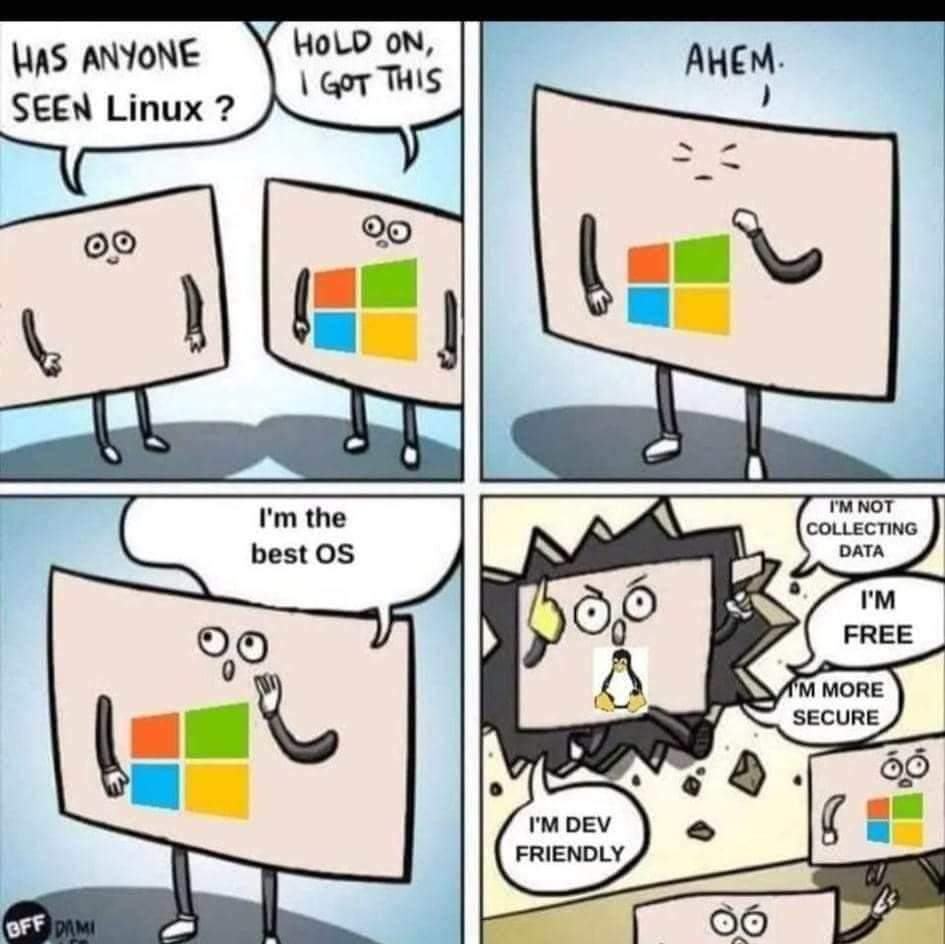 HAS ANYONE
SEEN Linux ?
HOLD ON,
I GOT THIS
AHEM.
I'm the
best OS
I'M NOT
COLLECTING
DATA
I'M
FREE
I'M MORE
SECURE
I'M DEV
FRIENDLY
BFF
DAMI